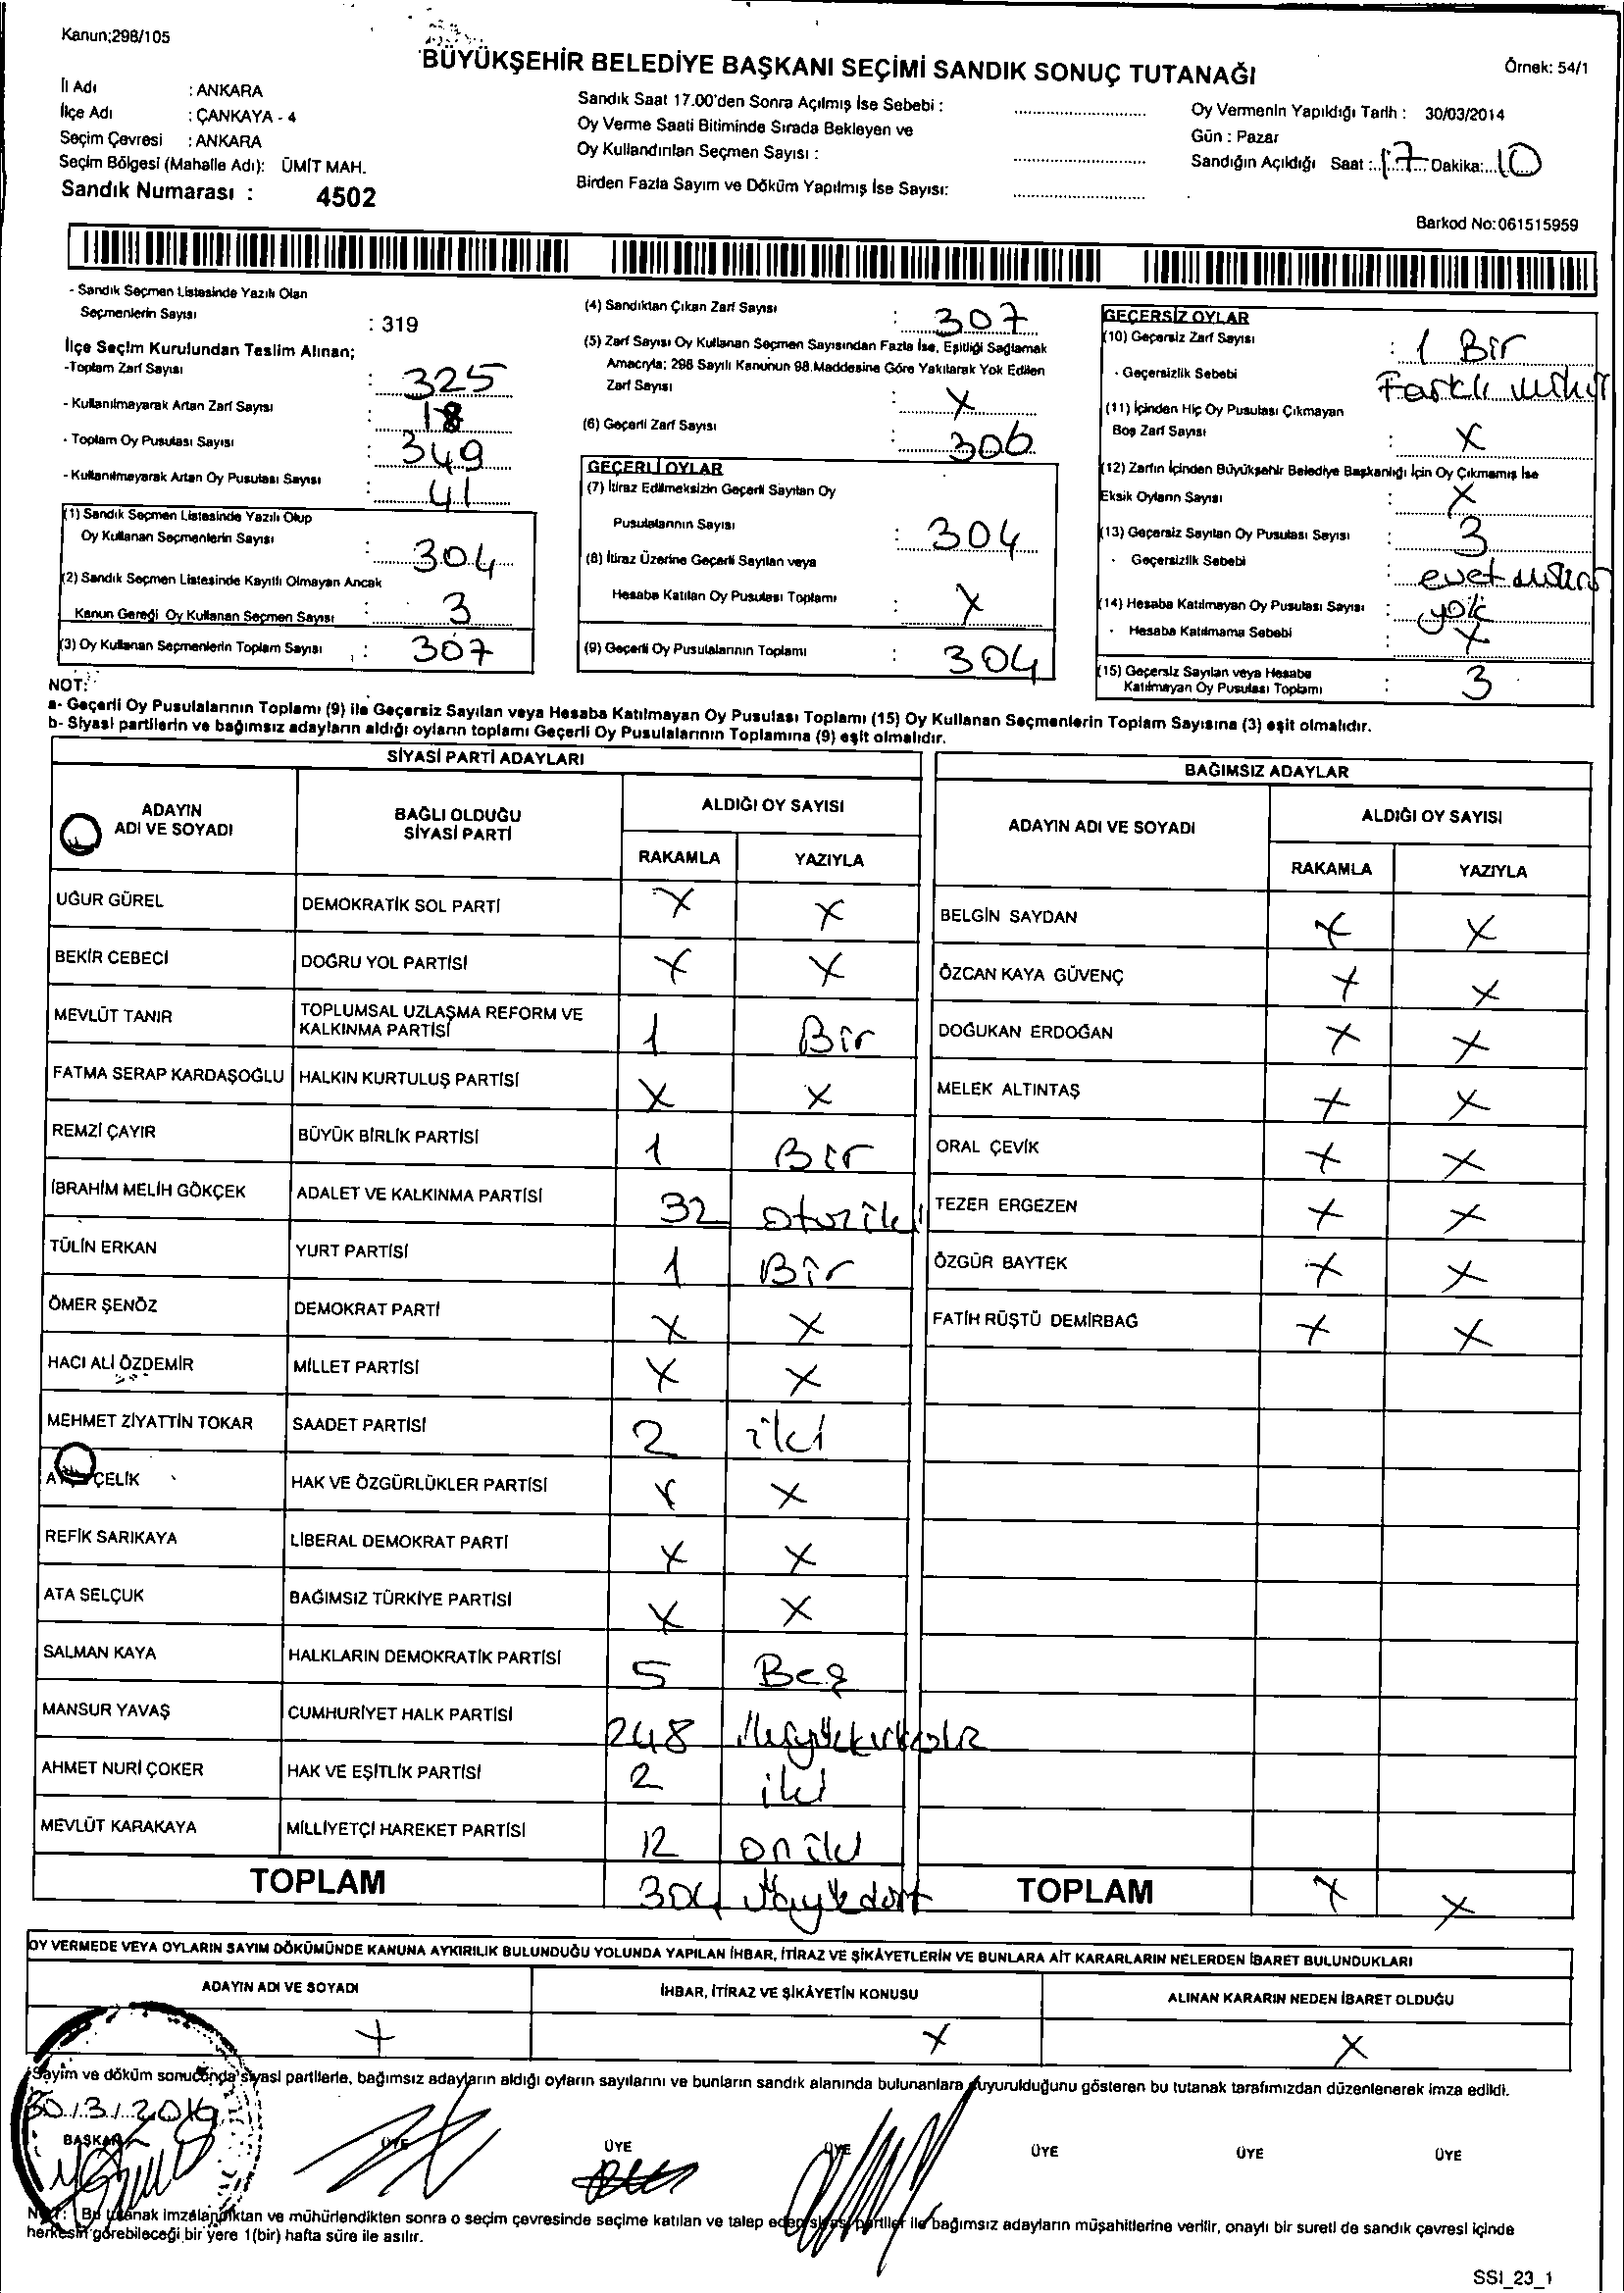 Kanun;298/105
BÜYÜKŞEHİR BELEDİYE BAŞKANI SEÇİMİ SANDIK SONUÇ TUTANAĞI
Örnek: 54/1
İl Adı : ANKARA
İlçe Adı : ÇANKAYA - 4
Seçim Çevresi : ANKARA
Seçim Bölgesi (Mahalle Adı): ÜMİT MAH.
Sandık Numarası : 4502
Sandık Saat 17.00'den Sonra Açılmış İse Sebebi :
Oy Verme Saati Bitiminde Sırada Bekleyen ve
Oy Kullandırılan Seçmen Sayısı :
Birden Fazla Sayım ve Döküm Yapılmış İse Sayısı:
Oy Vermenin Yapıldığı Tarih : 30/03/2014
Gün : Pazar
Sandığın Açıldığı Saat : 17 Dakika: 10
Barkod No:061515959
- Sandık Seçmen Listesinde Yazılı Olan
Seçmenlerin Sayısı : 319
İlçe Seçim Kurulundan Teslim Alınan;
-Toplam Zarf Sayısı : 325
- Kullanılmayarak Artan Zarf Sayısı : 18
- Toplam Oy Pusulası Sayısı : 349
- Kullanılmayarak Artan Oy Pusulası Sayısı : 41
(1) Sandık Seçmen Listesinde Yazılı Olup
Oy Kullanan Seçmenlerin Sayısı : 304
(2) Sandık Seçmen Listesinde Kayıtlı Olmayan Ancak
Kanun Gereği Oy Kullanan Seçmen Sayısı : 3
(3) Oy Kullanan Seçmenlerin Toplam Sayısı : 307
(4) Sandıktan Çıkan Zarf Sayısı : 307
(5) Zarf Sayısı Oy Kullanan Seçmen Sayısından Fazla İse, Eşitliği Sağlamak
Amacıyla; 298 Sayılı Kanunun 98.Maddesine Göre Yakılarak Yok Edilen
Zarf Sayısı : X
(6) Geçerli Zarf Sayısı : 306
GEÇERLİ OYLAR
(7) İtiraz Edilmeksizin Geçerli Sayılan Oy
Pusulalarının Sayısı : 304
(8) İtiraz Üzerine Geçerli Sayılan veya
Hesaba Katılan Oy Pusulası Toplamı : X
(9) Geçerli Oy Pusulalarının Toplamı : 304
GEÇERSİZ OYLAR
(10) Geçersiz Zarf Sayısı : 1 Bir
- Geçersizlik Sebebi Farklı
(11) İçinden Hiç Oy Pusulası Çıkmayan
Boş Zarf Sayısı : X
(12) Zarfın İçinden Büyükşehir Belediye Başkanlığı İçin Oy Çıkmamış İse
Eksik Oyların Sayısı : X
(13) Geçersiz Sayılan Oy Pusulası Sayısı : 3
- Geçersizlik Sebebi : evet
(14) Hesaba Katılmayan Oy Pusulası Sayısı : yok
- Hesaba Katılmama Sebebi : X
(15) Geçersiz Sayılan veya Hesaba
Katılmayan Oy Pusulası Toplamı : 3
NOT:
a- Geçerli Oy Pusulalarının Toplamı (9) ile Geçersiz Sayılan veya Hesaba Katılmayan Oy Pusulası Toplamı (15) Oy Kullanan Seçmenlerin Toplam Sayısına (3) eşit olmalıdır.
b- Siyasi partilerin ve bağımsız adayların aldığı oyların toplamı Geçerli Oy Pusulalarının Toplamına (9) eşit olmalıdır.
SİYASİ PARTİ ADAYLARI
ADAYIN ADI VE SOYADI BAĞLI OLDUĞU SİYASİ PARTİ ALDIĞI OY SAYISI
RAKAMLA YAZIYLA
UĞUR GÜREL DEMOKRATİK SOL PARTİ X X
BEKİR CEBECİ DOĞRU YOL PARTİSİ X X
MEVLÜT TANIR TOPLUMSAL UZLAŞMA REFORM VE
KALKINMA PARTİSİ 1 Bir
FATMA SERAP KARDAŞOĞLU HALKIN KURTULUŞ PARTİSİ X X
REMZİ ÇAYIR BÜYÜK BİRLİK PARTİSİ 1 Bir
İBRAHİM MELİH GÖKÇEK ADALET VE KALKINMA PARTİSİ 32 otuziki
TÜLİN ERKAN YURT PARTİSİ 1 Bir
ÖMER ŞENÖZ DEMOKRAT PARTİ X X
HACI ALİ ÖZDEMİR MİLLET PARTİSİ X X
MEHMET ZİYATTİN TOKAR SAADET PARTİSİ 2 iki
ÇELİK HAK VE ÖZGÜRLÜKLER PARTİSİ X X
REFİK SARIKAYA LİBERAL DEMOKRAT PARTİ X X
ATA SELÇUK BAĞIMSIZ TÜRKİYE PARTİSİ X X
SALMAN KAYA HALKLARIN DEMOKRATİK PARTİSİ 5 Beş
MANSUR YAVAŞ CUMHURİYET HALK PARTİSİ 248
AHMET NURİ ÇOKER HAK VE EŞİTLİK PARTİSİ 2 iki
MEVLÜT KARAKAYA MİLLİYETÇİ HAREKET PARTİSİ 12 oniki
TOPLAM 304
BAĞIMSIZ ADAYLAR
ADAYIN ADI VE SOYADI ALDIĞI OY SAYISI
RAKAMLA YAZIYLA
BELGİN SAYDAN X X
ÖZCAN KAYA GÜVENÇ X X
DOĞUKAN ERDOĞAN X X
MELEK ALTINTAŞ X X
ORAL ÇEVİK X X
TEZER ERGEZEN X X
ÖZGÜR BAYTEK X X
FATİH RÜŞTÜ DEMİRBAĞ X X
TOPLAM X X
OY VERMEDE VEYA OYLARIN SAYIM DÖKÜMÜNDE KANUNA AYKIRILIK BULUNDUĞU YOLUNDA YAPILAN İHBAR, İTİRAZ VE ŞİKÂYETLERİN VE BUNLARA AİT KARARLARIN NELERDEN İBARET BULUNDUKLARI
ADAYIN ADI VE SOYADI İHBAR, İTİRAZ VE ŞİKÂYETİN KONUSU ALINAN KARARIN NEDEN İBARET OLDUĞU
X X X
Sayım ve döküm sonucunda siyasi partilerle, bağımsız adayların aldığı oyların sayılarını ve bunların sandık alanında bulunanlara duyurulduğunu gösteren bu tutanak tarafımızdan düzenlenerek imza edildi.
30/3/2014
BAŞKAN ÜYE ÜYE ÜYE ÜYE ÜYE ÜYE
NOT: Bu tutanak imzalandıktan ve mühürlendikten sonra o seçim çevresinde seçime katılan ve talep eden siyasi partiler ile bağımsız adayların müşahitlerine verilir, onaylı bir sureti de sandık çevresi içinde
herkesin görebileceği bir yere 1(bir) hafta süre ile asılır.
SSI_23_1